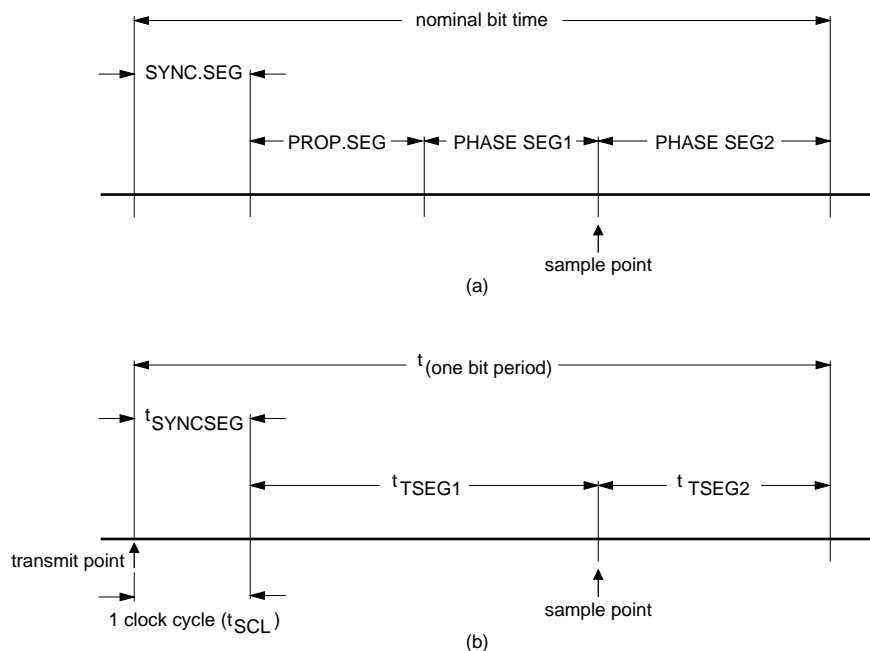 nominal bit time
SYNC.SEG
PROP.SEG PHASE SEG1 PHASE SEG2
sample point
(a)
t(one bit period)
tSYNCSEG
tTSEG1 t TSEG2
transmit point
1 clock cycle (tSCL)
sample point
(b)